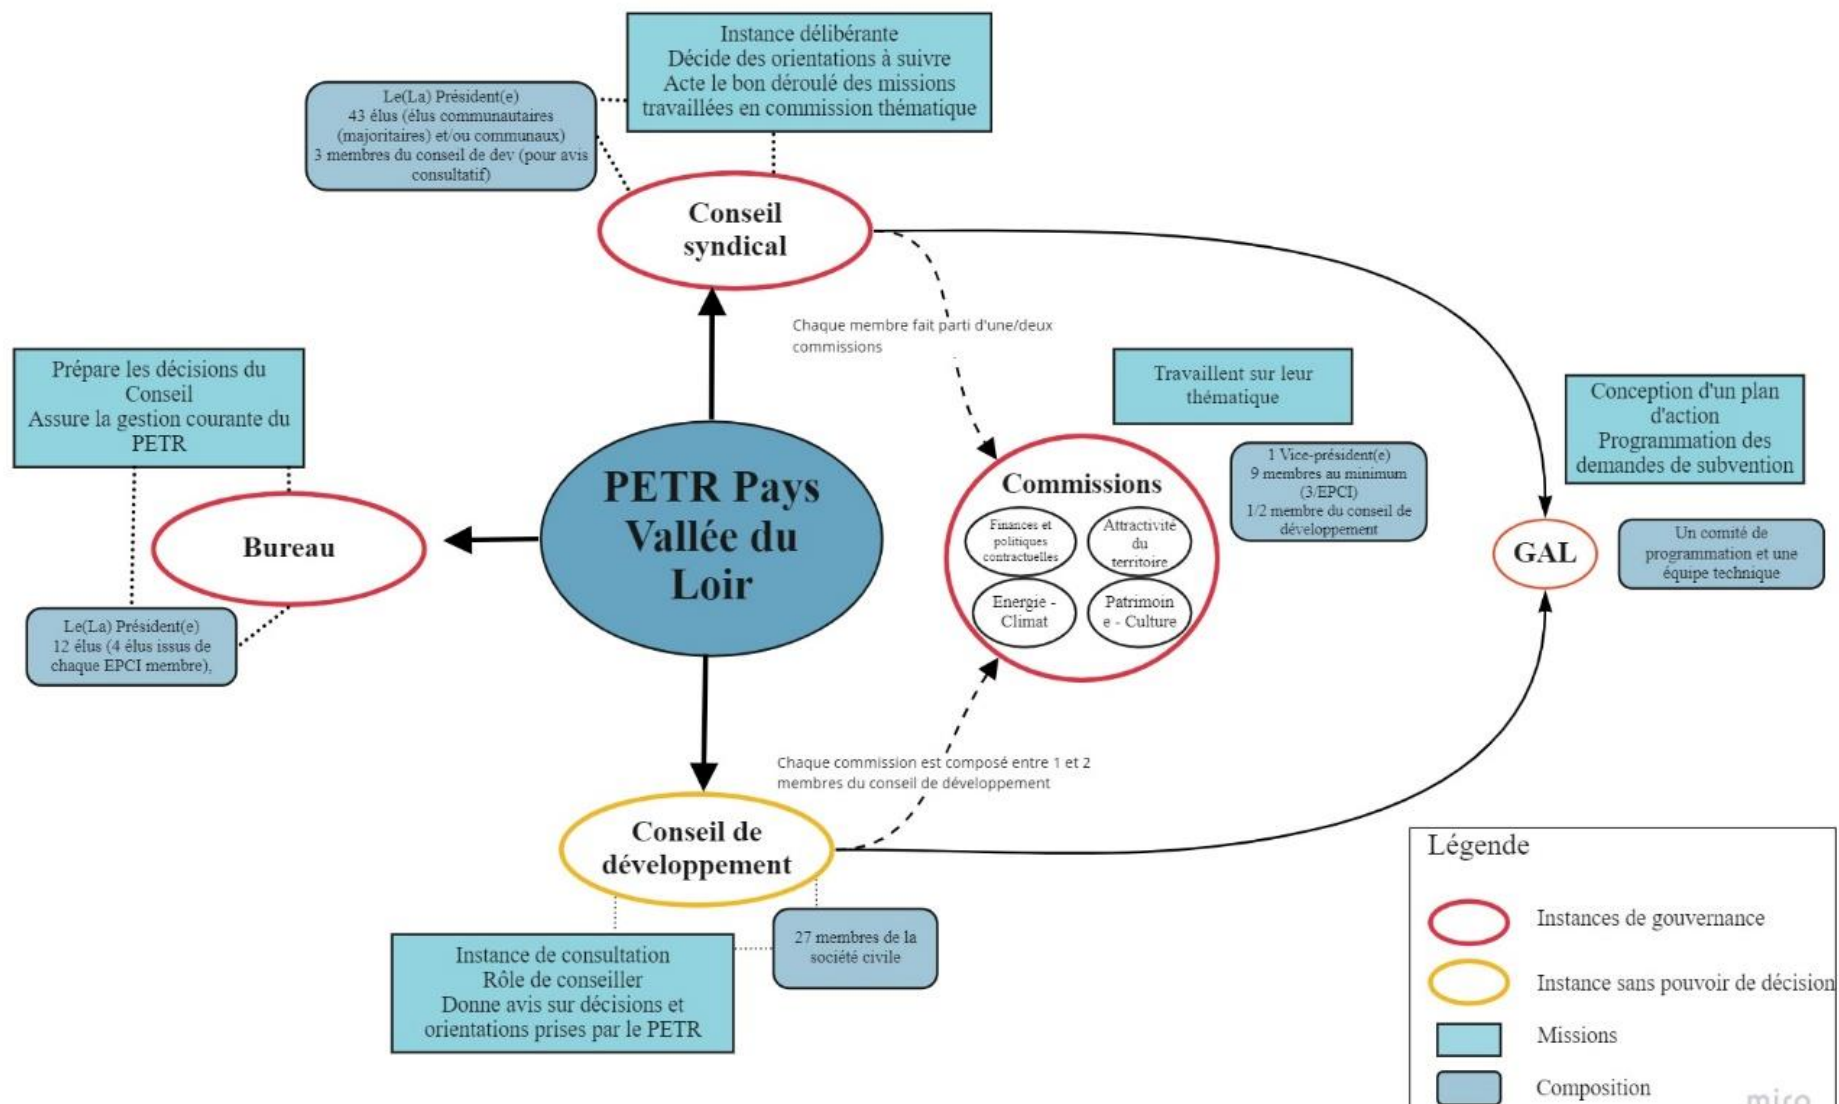 Instance délibérante
Décide des orientations à suivre
Acte le bon déroulé des missions
travaillées en commission thématique
Le(La) Président(e)
43 élus (élus communautaires
(majoritaires) et/ou communaux)
3 membres du conseil de dev (pour avis
consultatif)
Conseil
syndical
Chaque membre fait parti d'une/deux
commissions
Prépare les décisions du
Conseil
Assure la gestion courante du
PETR
Bureau
Le(La) Président(e)
12 élus (4 élus issus de
chaque EPCI membre),
PETR Pays
Vallée du
Loir
Travaillent sur leur
thématique
1 Vice-président(e)
9 membres au minimum
(3/EPCI)
1/2 membre du conseil de
développement
Commissions
Finances et
politiques
contractuelles
Attractivité
du
territoire
Energie -
Climat
Patrimoin
e - Culture
Conception d'un plan
d'action
Programmation des
demandes de subvention
GAL
Un comité de
programmation et une
équipe technique
Chaque commission est composé entre 1 et 2
membres du conseil de développement
Conseil de
développement
27 membres de la
société civile
Instance de consultation
Rôle de conseiller
Donne avis sur décisions et
orientations prises par le PETR
Légende
Instances de gouvernance
Instance sans pouvoir de décision
Missions
Composition
miro